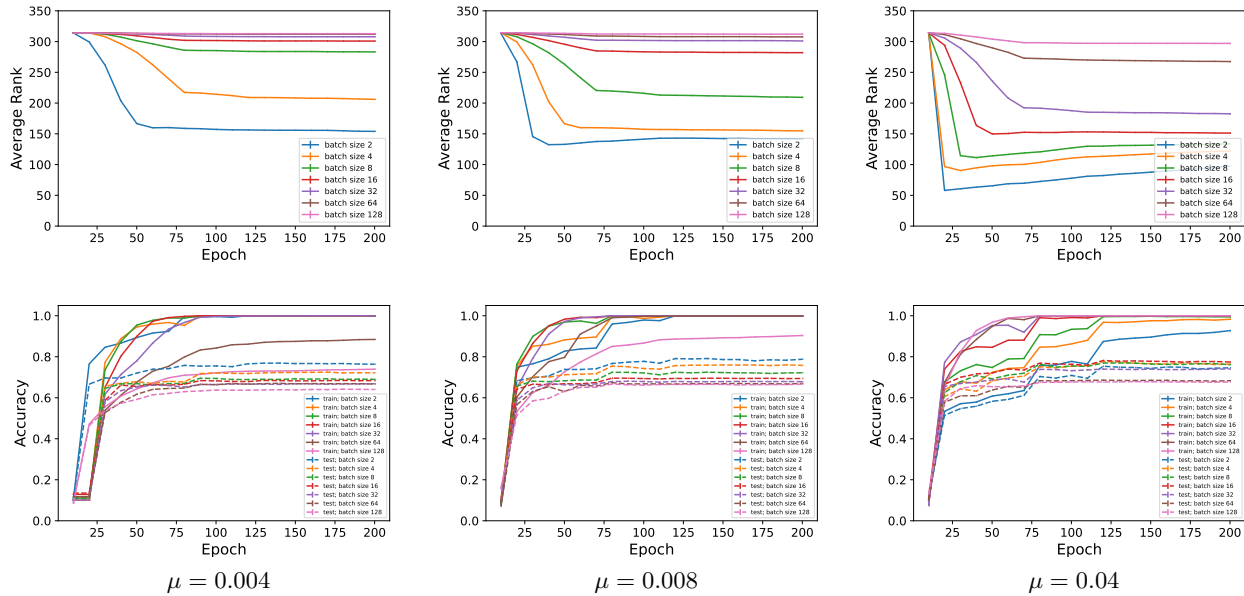 350
300
250
200
150
100
50
0
Average Rank
batch size 2
batch size 4
batch size 8
batch size 16
batch size 32
batch size 64
batch size 128
25 50 75 100 125 150 175 200
Epoch
350
300
250
200
150
100
50
0
Average Rank
batch size 2
batch size 4
batch size 8
batch size 16
batch size 32
batch size 64
batch size 128
25 50 75 100 125 150 175 200
Epoch
350
300
250
200
150
100
50
0
Average Rank
batch size 2
batch size 4
batch size 8
batch size 16
batch size 32
batch size 64
batch size 128
25 50 75 100 125 150 175 200
Epoch
1.0
0.8
0.6
0.4
0.2
0.0
Accuracy
train; batch size 2
train; batch size 4
train; batch size 8
train; batch size 16
train; batch size 32
train; batch size 64
train; batch size 128
test; batch size 2
test; batch size 4
test; batch size 8
test; batch size 16
test; batch size 32
test; batch size 64
test; batch size 128
25 50 75 100 125 150 175 200
Epoch
μ = 0.004
1.0
0.8
0.6
0.4
0.2
0.0
Accuracy
train; batch size 2
train; batch size 4
train; batch size 8
train; batch size 16
train; batch size 32
train; batch size 64
train; batch size 128
test; batch size 2
test; batch size 4
test; batch size 8
test; batch size 16
test; batch size 32
test; batch size 64
test; batch size 128
25 50 75 100 125 150 175 200
Epoch
μ = 0.008
1.0
0.8
0.6
0.4
0.2
0.0
Accuracy
train; batch size 2
train; batch size 4
train; batch size 8
train; batch size 16
train; batch size 32
train; batch size 64
train; batch size 128
test; batch size 2
test; batch size 4
test; batch size 8
test; batch size 16
test; batch size 32
test; batch size 64
test; batch size 128
25 50 75 100 125 150 175 200
Epoch
μ = 0.04